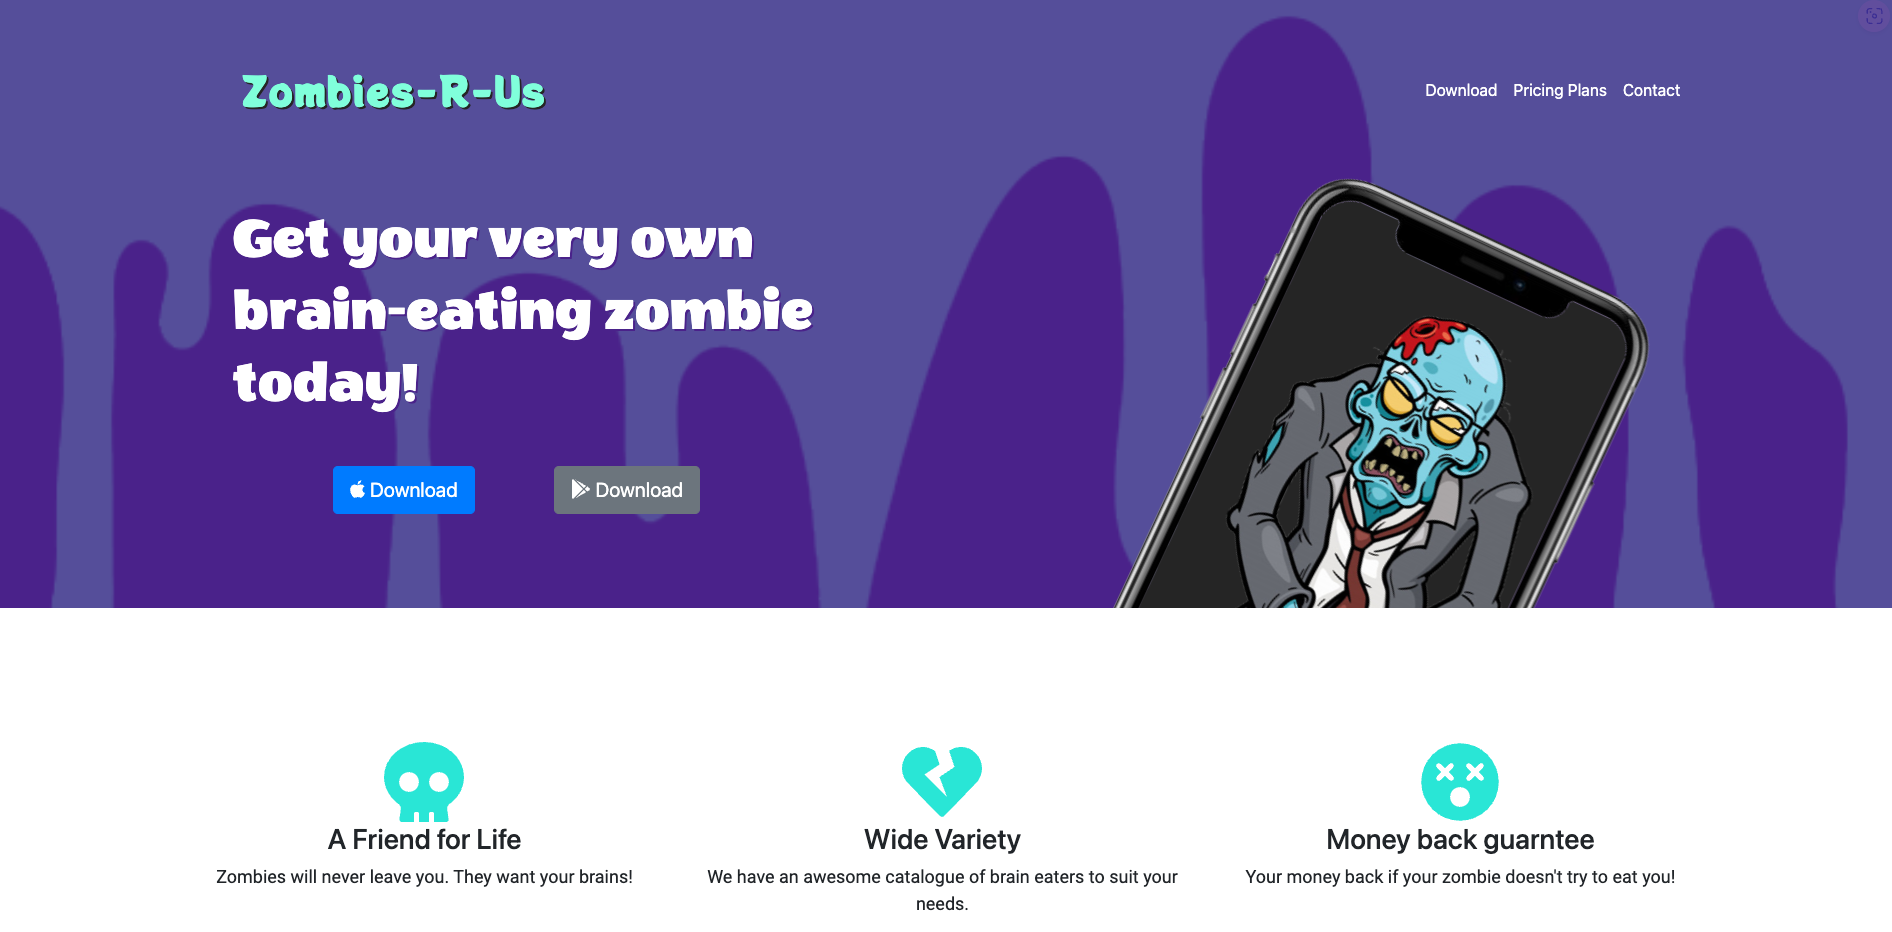 Zombies-R-Us
Download Pricing Plans Contact
Get your very own
brain-eating zombie
today!
Download
Download
A Friend for Life
Zombies will never leave you. They want your brains!
Wide Variety
We have an awesome catalogue of brain eaters to suit your
needs.
Money back guarntee
Your money back if your zombie doesn't try to eat you!